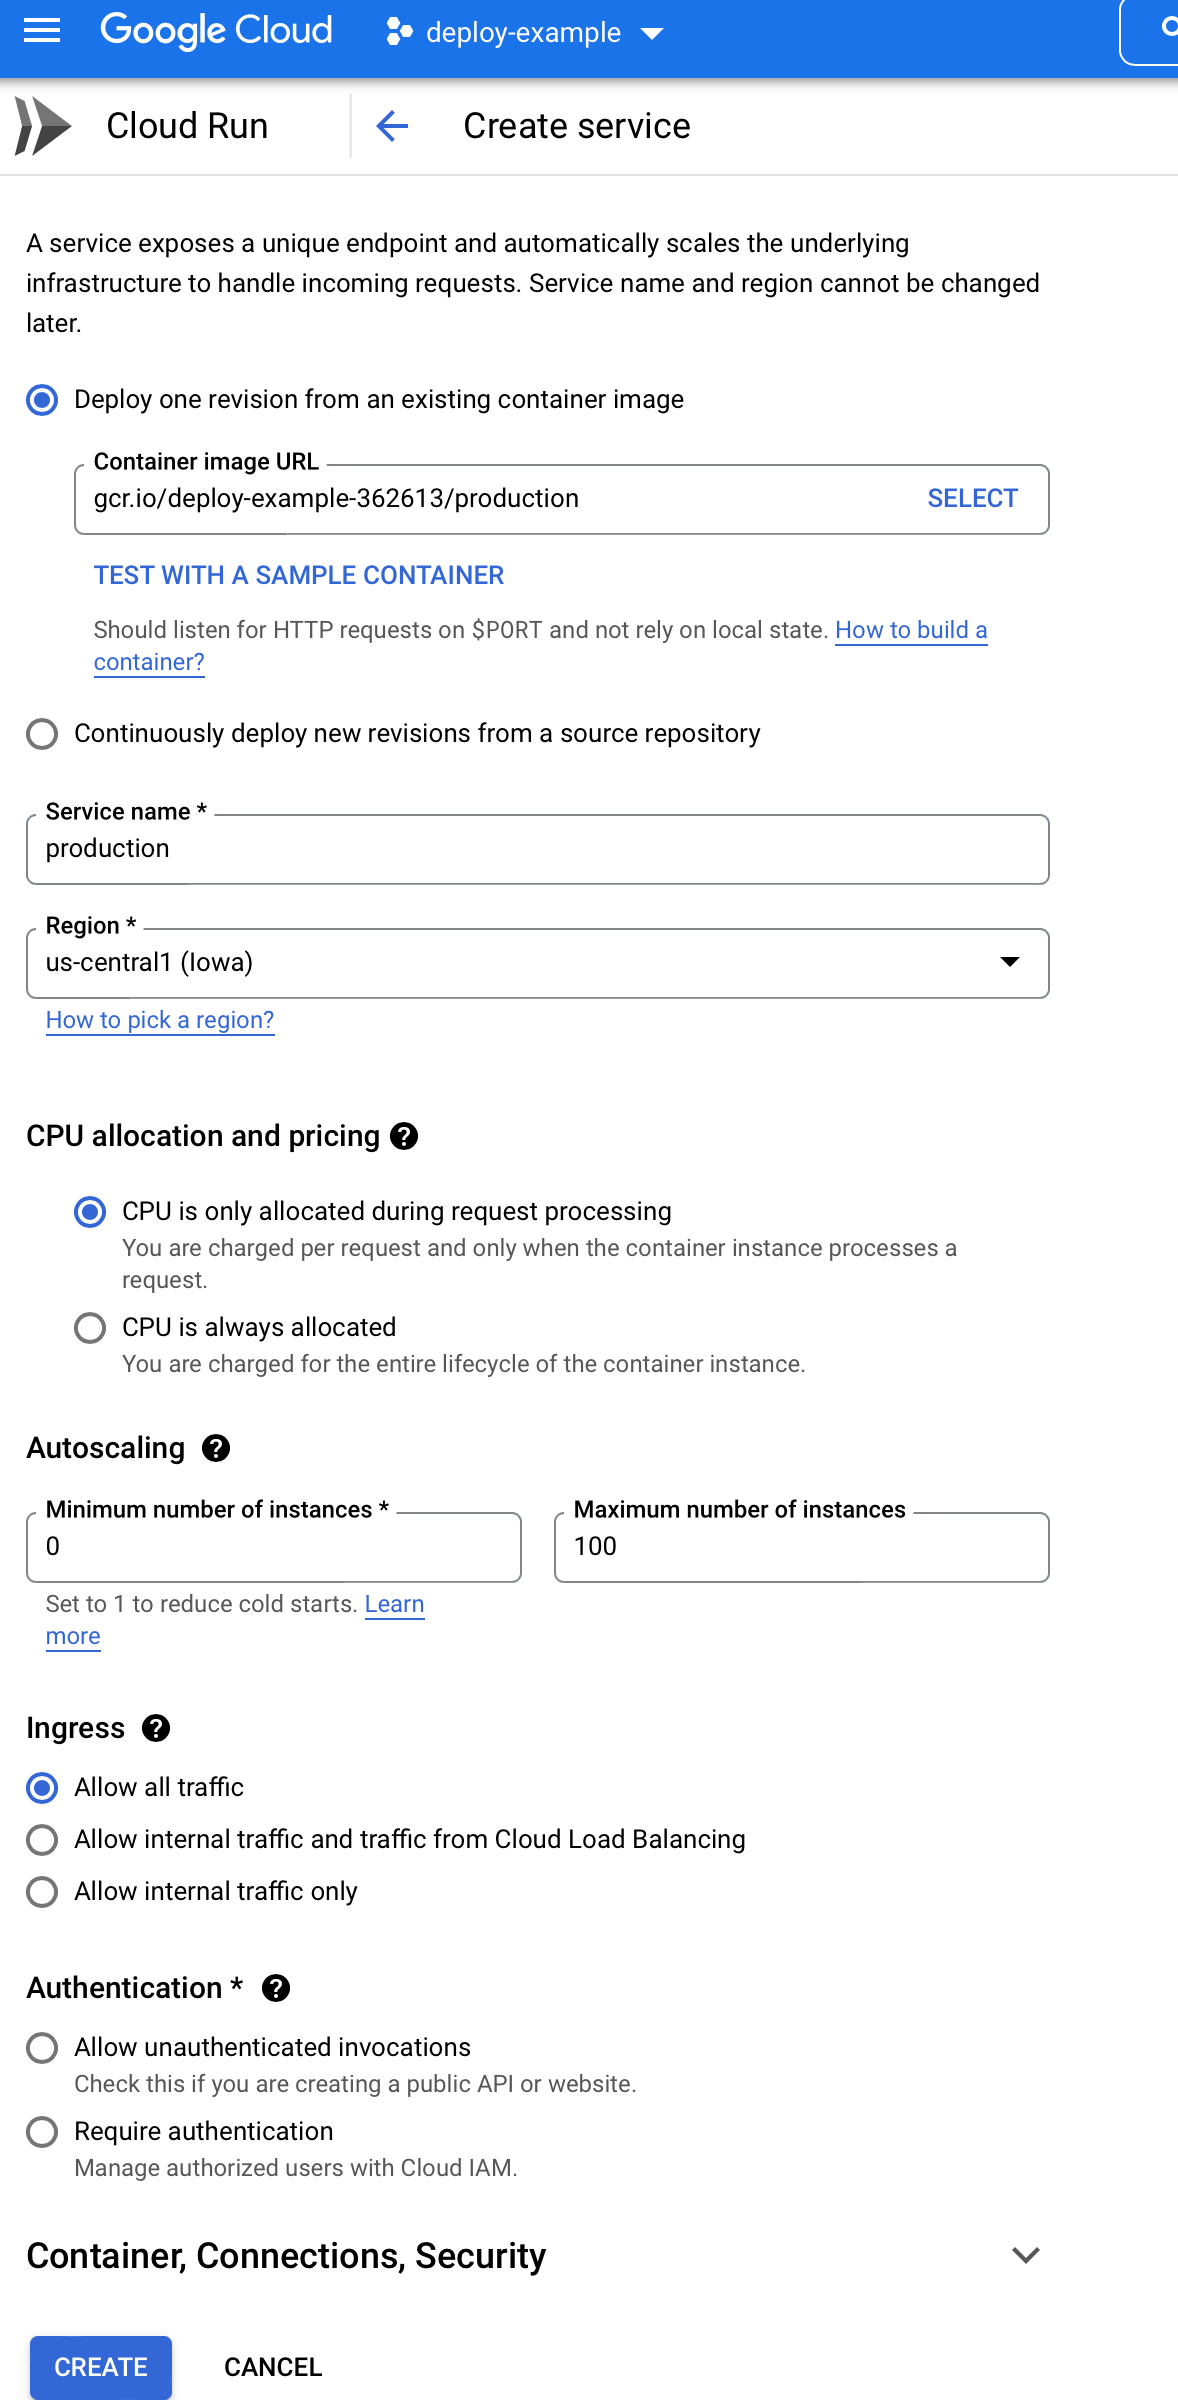 Google Cloud
deploy-example
Cloud Run
Create service
A service exposes a unique endpoint and automatically scales the underlying
infrastructure to handle incoming requests. Service name and region cannot be changed
later.
Deploy one revision from an existing container image
Container image URL
gcr.io/deploy-example-362613/production
SELECT
TEST WITH A SAMPLE CONTAINER
Should listen for HTTP requests on $PORT and not rely on local state. How to build a
container?
Continuously deploy new revisions from a source repository
Service name *
production
Region *
us-central1 (Iowa)
How to pick a region?
CPU allocation and pricing ?
CPU is only allocated during request processing
You are charged per request and only when the container instance processes a
request.
CPU is always allocated
You are charged for the entire lifecycle of the container instance.
Autoscaling ?
Minimum number of instances *
0
Maximum number of instances
100
Set to 1 to reduce cold starts. Learn
more
Ingress ?
Allow all traffic
Allow internal traffic and traffic from Cloud Load Balancing
Allow internal traffic only
Authentication * ?
Allow unauthenticated invocations
Check this if you are creating a public API or website.
Require authentication
Manage authorized users with Cloud IAM.
Container, Connections, Security
CREATE
CANCEL